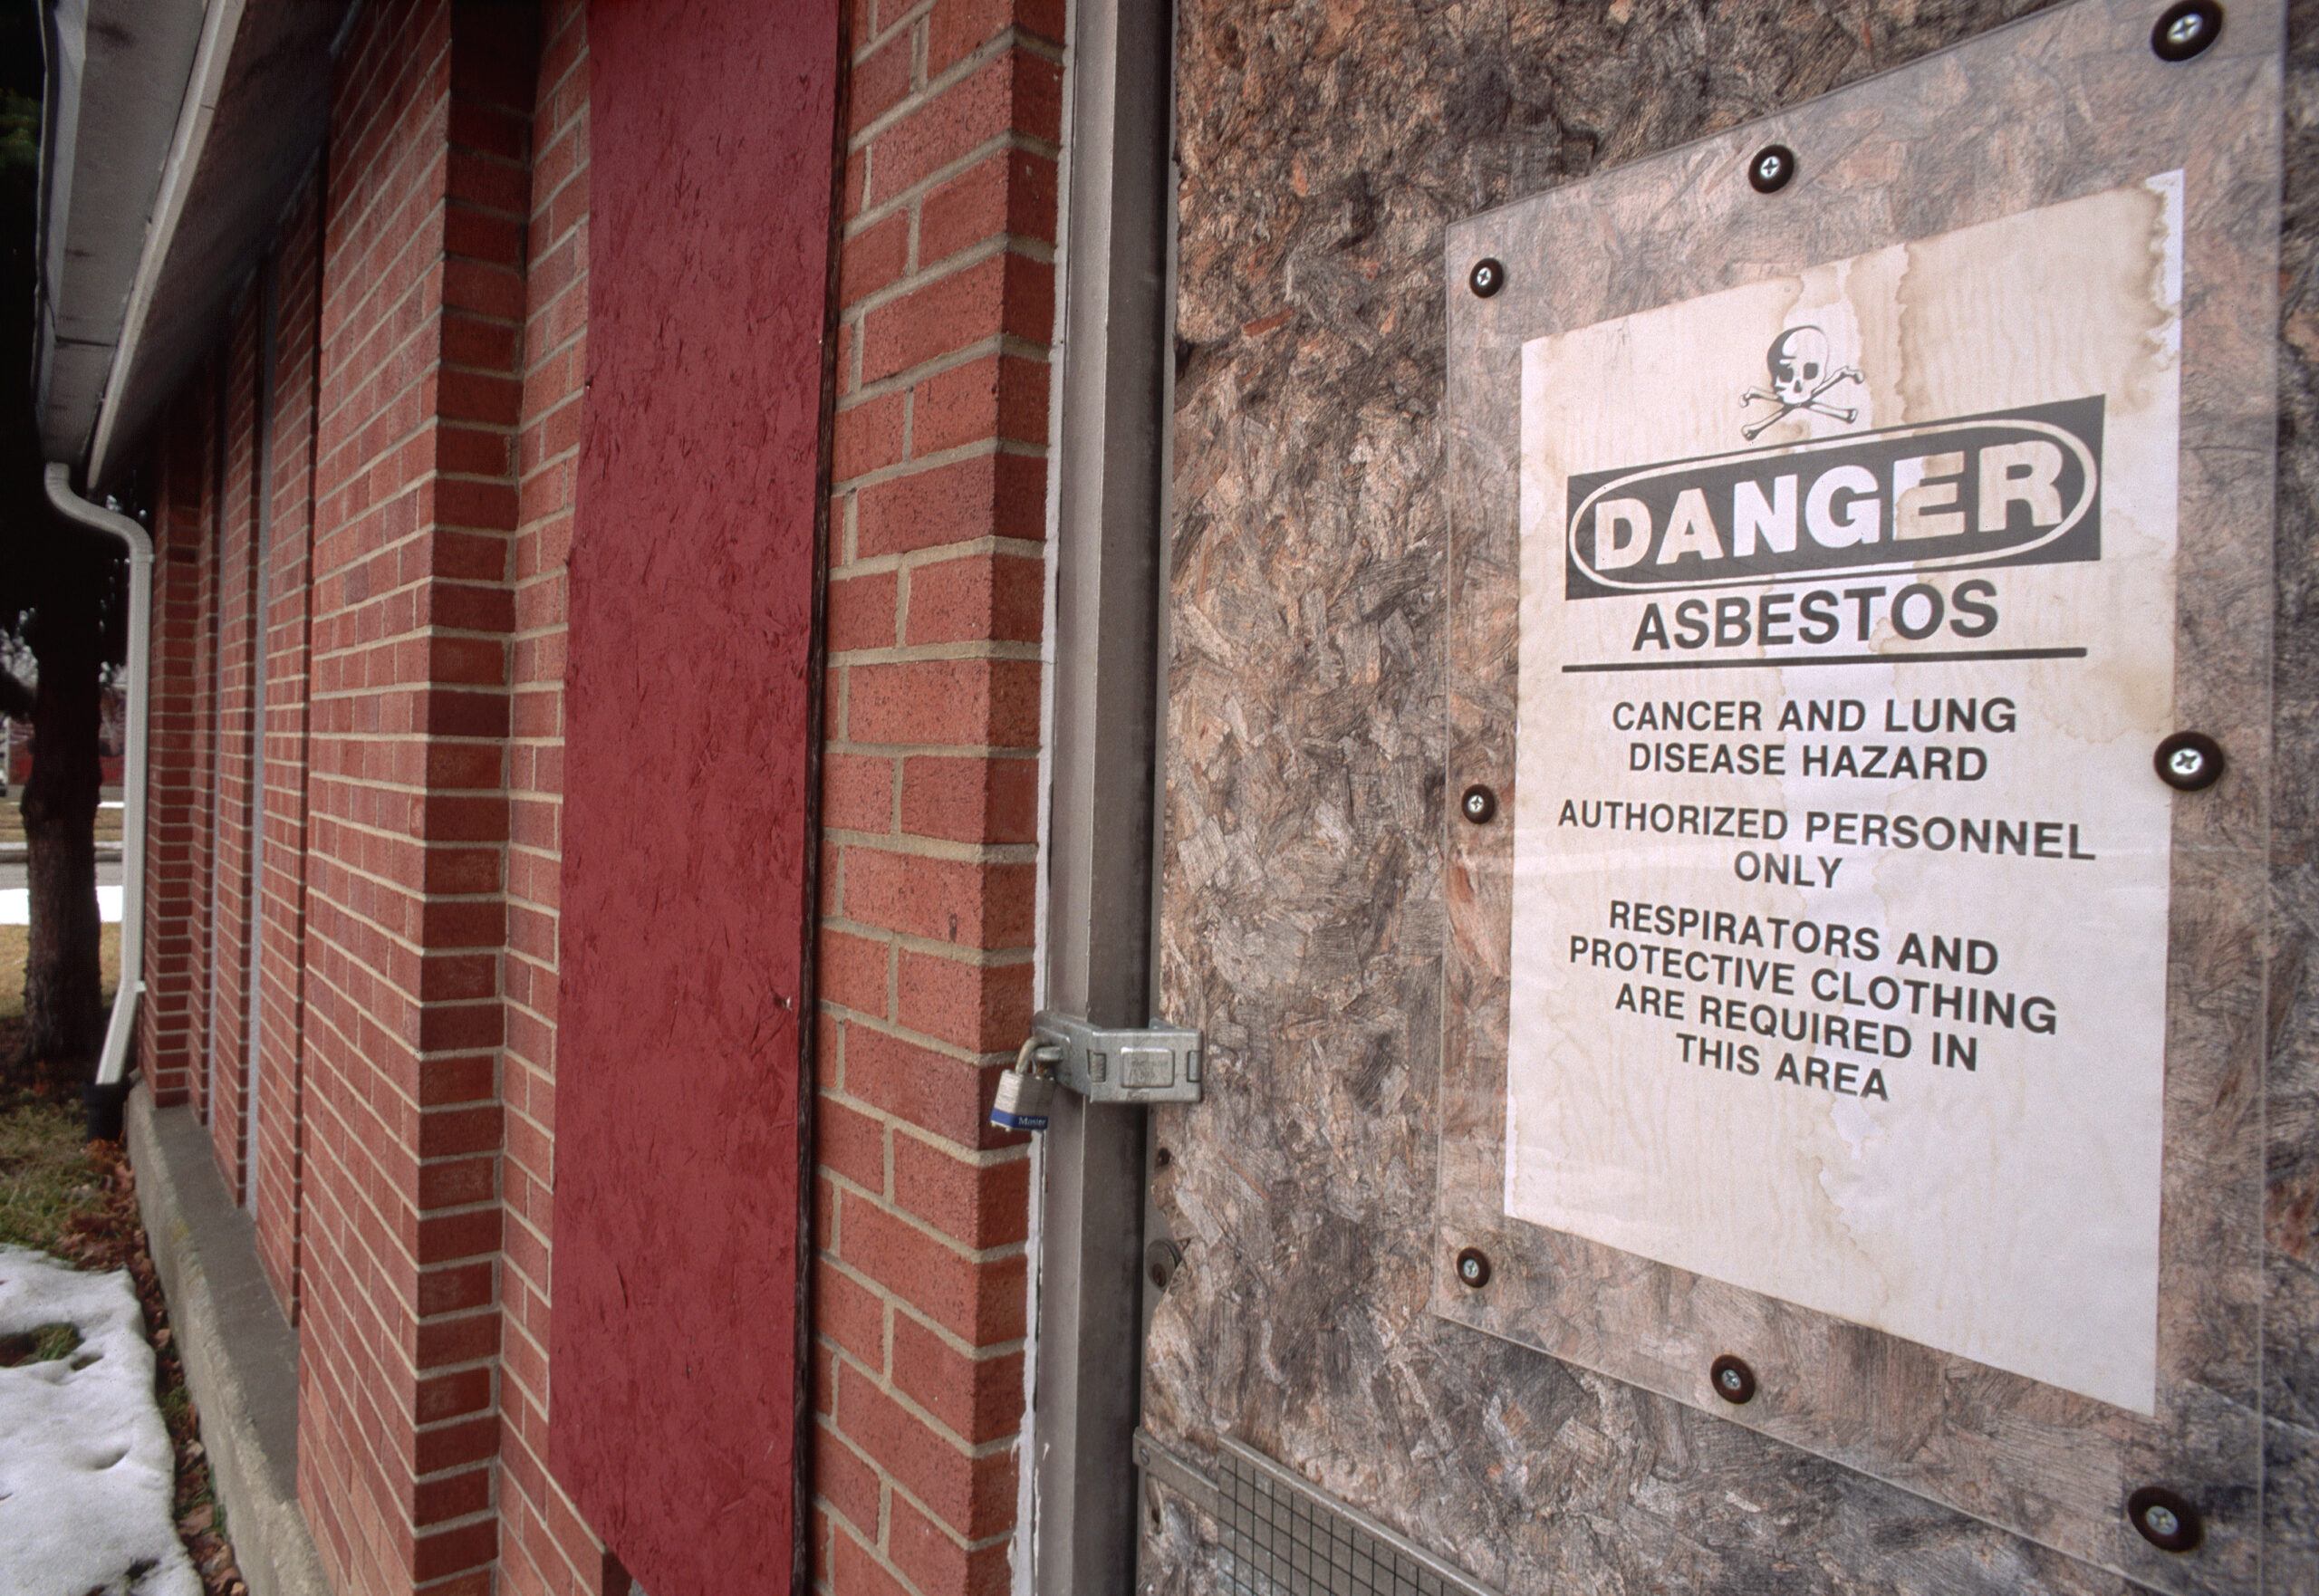 DANGER
ASBESTOS
CANCER AND LUNG
DISEASE HAZARD
AUTHORIZED PERSONNEL
ONLY
RESPIRATORS AND
PROTECTIVE CLOTHING
ARE REQUIRED IN
THIS AREA
Master